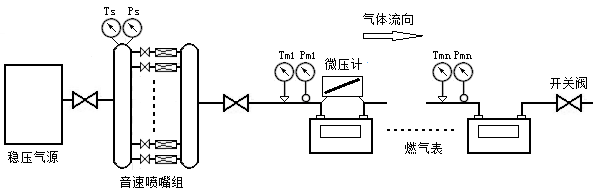 Ts Ps
气体流向
Tm1 Pm1
微压计
Tmn Pmn
开关阀
稳压气源
音速喷嘴组
燃气表